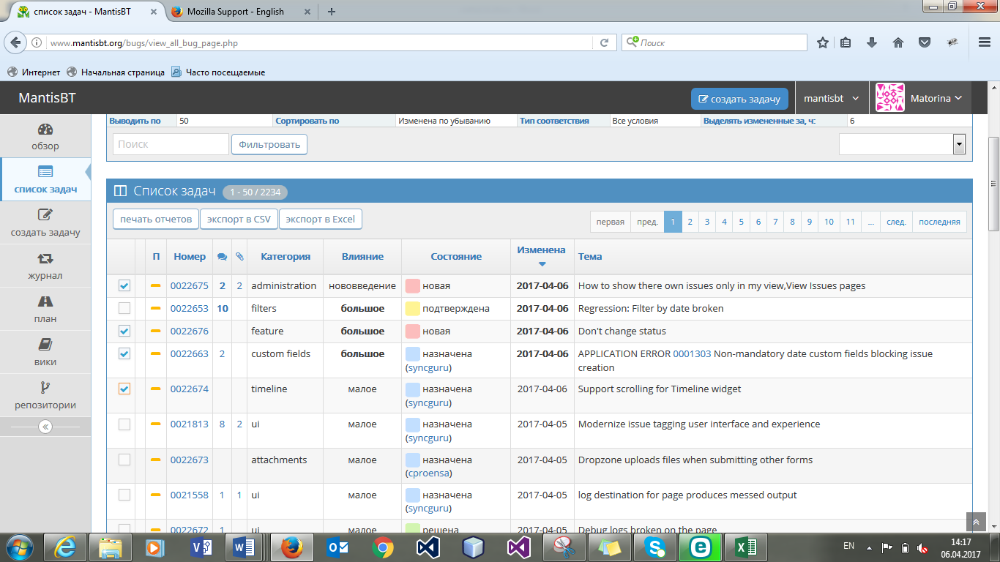 список задач - MantisBT
Mozilla Support - English
www.mantisbt.org/bugs/view_all_bug_page.php
Поиск
Интернет Начальная страница Часто посещаемые
MantisBT создать задачу mantisbt Matorina
обзор
список задач
создать задачу
журнал
план
вики
репозитории
Выводить по 50 Сортировать по Изменена по убыванию Тип соответствия Все условия Выделять измененные за, ч: 6
Поиск Фильтровать
Список задач 1 - 50 / 2234
печать отчетов экспорт в CSV экспорт в Excel первая пред. 1 2 3 4 5 6 7 8 9 10 11 ... след. последняя
П Номер Категория Влияние Состояние Изменена Тема
0022675 2 2 administration нововведение новая 2017-04-06 How to show there own issues only in my view,View Issues pages
0022653 10 filters большое подтверждена 2017-04-06 Regression: Filter by date broken
0022676 feature большое новая 2017-04-06 Don't change status
0022663 2 custom fields большое назначена 2017-04-06 APPLICATION ERROR 0001303 Non-mandatory date custom fields blocking issue
(syncguru) creation
0022674 timeline малое назначена 2017-04-06 Support scrolling for Timeline widget
(syncguru)
0021813 8 2 ui малое назначена 2017-04-05 Modernize issue tagging user interface and experience
(syncguru)
0022673 attachments малое назначена 2017-04-05 Dropzone uploads files when submitting other forms
(cproensa)
0021558 1 1 ui малое назначена 2017-04-05 log destination for page produces messed output
(syncguru)
0022672 1 ui малое решена 2017-04-05 Debug logs broken on the page
EN 14:17
06.04.2017